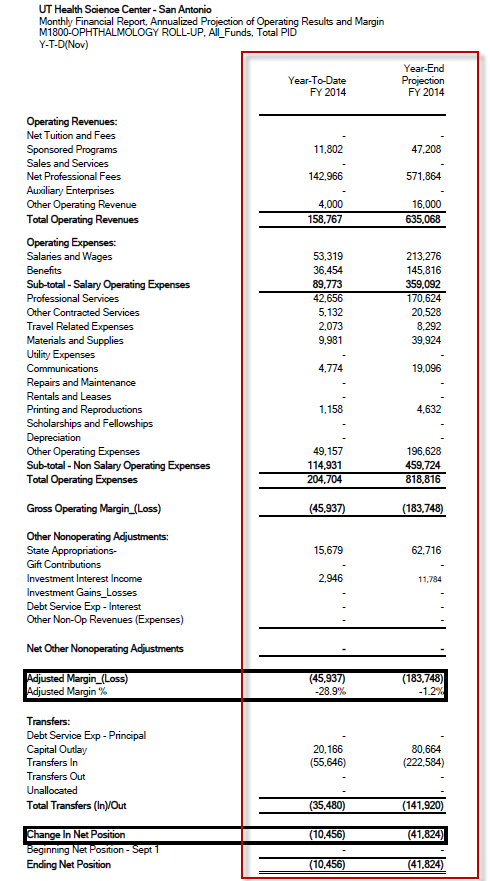 UT Health Science Center - San Antonio
Monthly Financial Report, Annualized Projection of Operating Results and Margin
M1800-OPHTHALMOLOGY ROLL-UP, All_Funds, Total PID
Y-T-D(Nov)
Year-To-Date FY 2014
Year-End Projection FY 2014
Operating Revenues:
Net Tuition and Fees - -
Sponsored Programs 11,802 47,208
Sales and Services - -
Net Professional Fees 142,966 571,864
Auxiliary Enterprises - -
Other Operating Revenue 4,000 16,000
Total Operating Revenues 158,767 635,068
Operating Expenses:
Salaries and Wages 53,319 213,276
Benefits 36,454 145,816
Sub-total - Salary Operating Expenses 89,773 359,092
Professional Services 42,656 170,624
Other Contracted Services 5,132 20,528
Travel Related Expenses 2,073 8,292
Materials and Supplies 9,981 39,924
Utility Expenses - -
Communications 4,774 19,096
Repairs and Maintenance - -
Rentals and Leases - -
Printing and Reproductions 1,158 4,632
Scholarships and Fellowships - -
Depreciation - -
Other Operating Expenses 49,157 196,628
Sub-total - Non Salary Operating Expenses 114,931 459,724
Total Operating Expenses 204,704 818,816
Gross Operating Margin_(Loss) (45,937) (183,748)
Other Nonoperating Adjustments:
State Appropriations- 15,679 62,716
Gift Contributions - -
Investment Interest Income 2,946 11,784
Investment Gains_Losses - -
Debt Service Exp - Interest - -
Other Non-Op Revenues (Expenses) - -
Net Other Nonoperating Adjustments - -
Adjusted Margin_(Loss) (45,937) (183,748)
Adjusted Margin % -28.9% -1.2%
Transfers:
Debt Service Exp - Principal - -
Capital Outlay 20,166 80,664
Transfers In (55,646) (222,584)
Transfers Out - -
Unallocated - -
Total Transfers (In)/Out (35,480) (141,920)
Change In Net Position (10,456) (41,824)
Beginning Net Position - Sept 1 - -
Ending Net Position (10,456) (41,824)